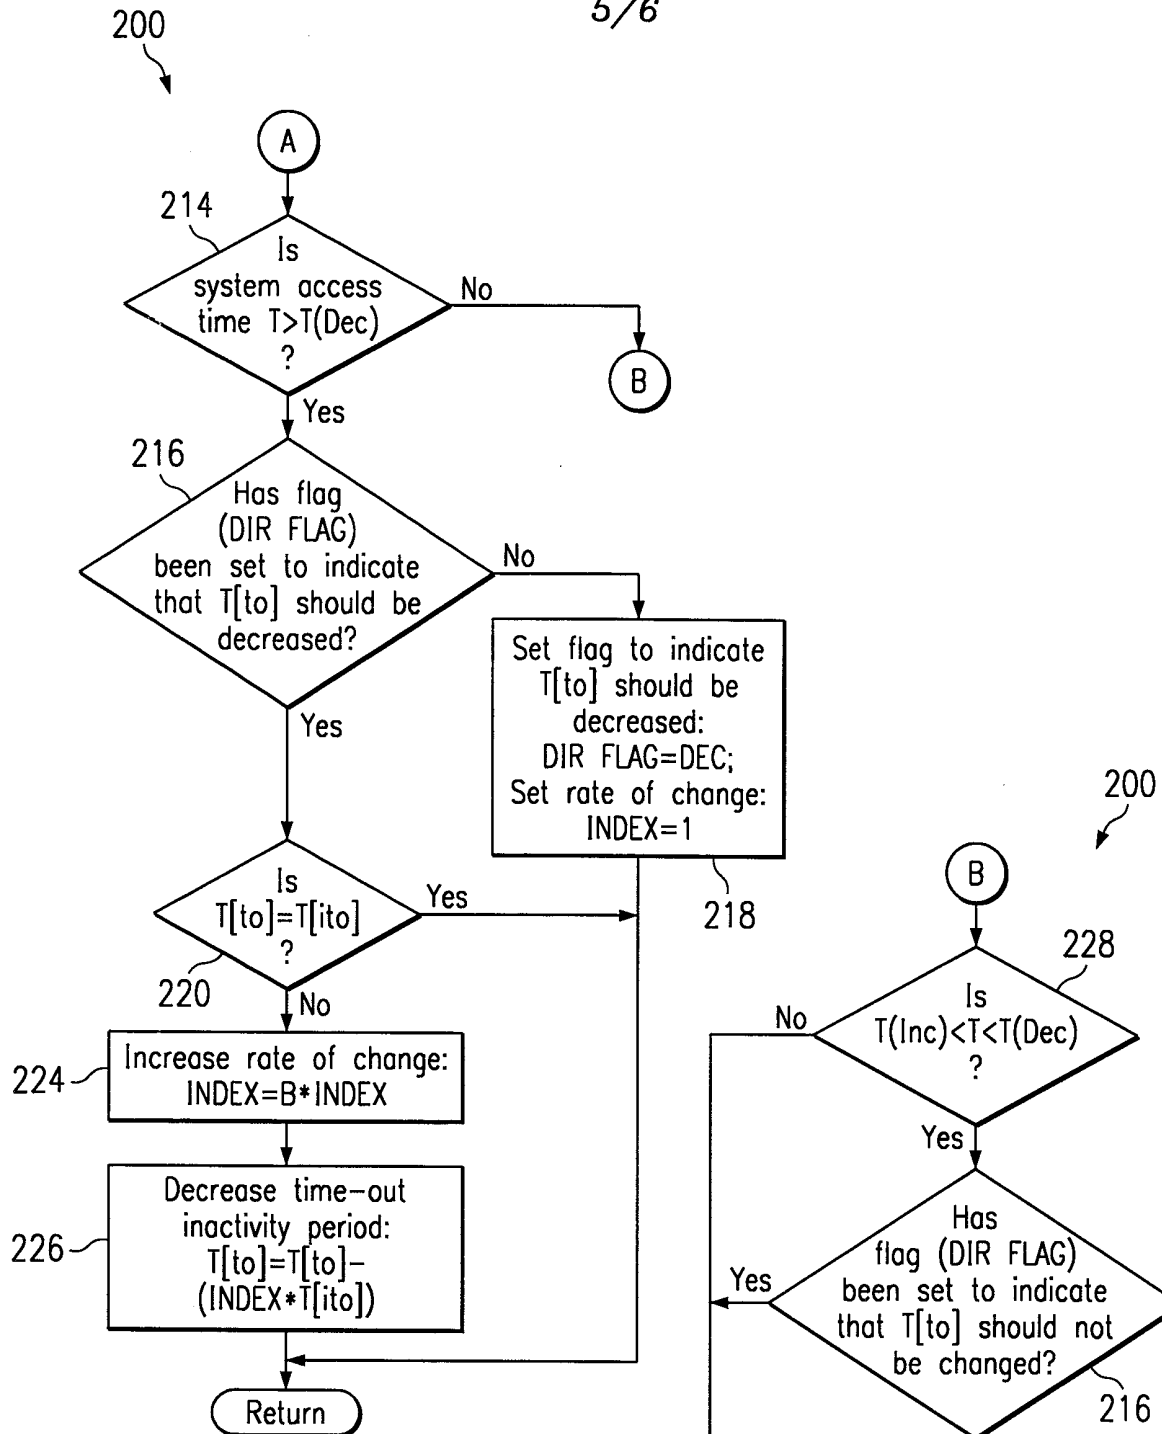 5/6
200
A
214
Is
system access
time T>T(Dec)
?
No
B
Yes
216
Has flag
(DIR FLAG)
been set to indicate
that T[to] should be
decreased?
No
Yes
Set flag to indicate
T[to] should be
decreased:
DIR FLAG=DEC;
Set rate of change:
INDEX=1
218
Is
T[to]=T[ito]
?
Yes
220
No
224
Increase rate of change:
INDEX=B*INDEX
226
Decrease time-out
inactivity period:
T[to]=T[to]-
(INDEX*T[ito])
Return
200
B
228
Is
T(Inc)<T<T(Dec)
?
No
Yes
Has
flag (DIR FLAG)
been set to indicate
that T[to] should not
be changed?
Yes
216